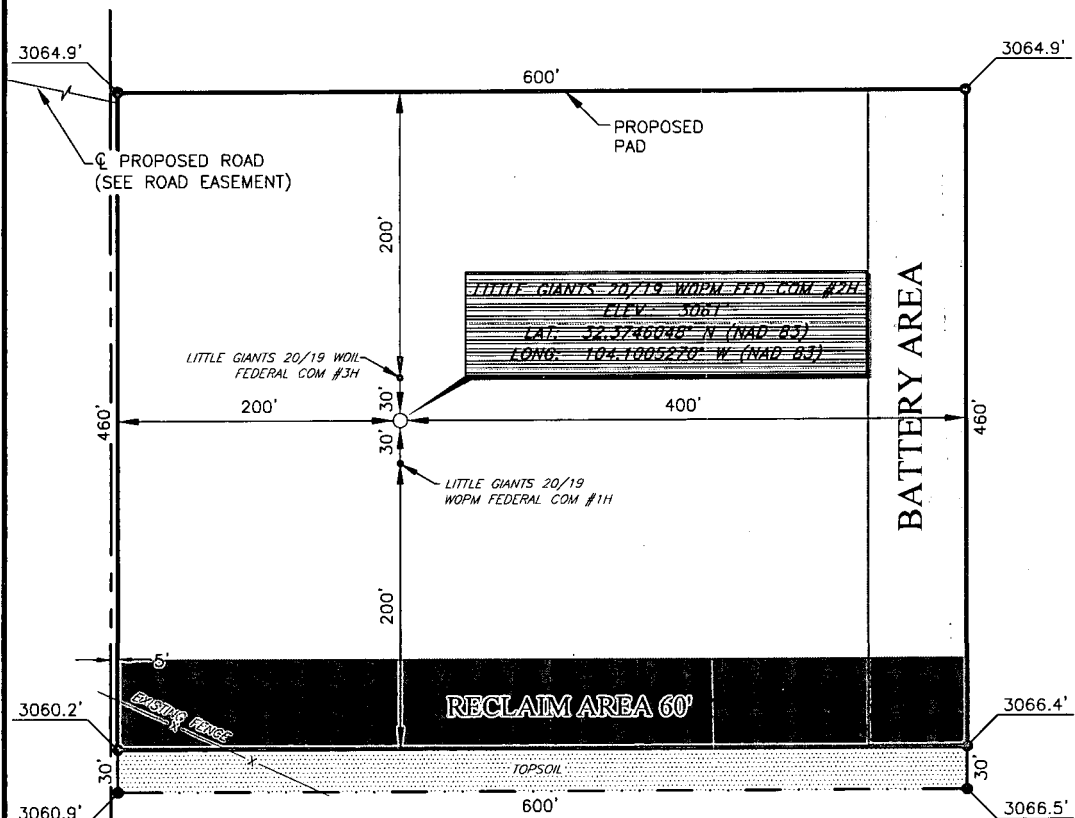 3064.9'
3064.9'
600'
PROPOSED
PAD
℄ PROPOSED ROAD
(SEE ROAD EASEMENT)
200'
LITTLE GIANTS 20/19 WOPM FED COM #2H
ELEV: 3061'
LAT: 32.3746048° N (NAD 83)
LONG: 104.1005270° W (NAD 83)
BATTERY AREA
LITTLE GIANTS 20/19 WOIL
FEDERAL COM #3H
30'
200'
400'
460'
460'
30'
LITTLE GIANTS 20/19
WOPM FEDERAL COM #1H
200'
5'
RECLAIM AREA 60'
EXISTING FENCE
X
X
3060.2'
3066.4'
30'
TOPSOIL
30'
600'
3060.9'
3066.5'